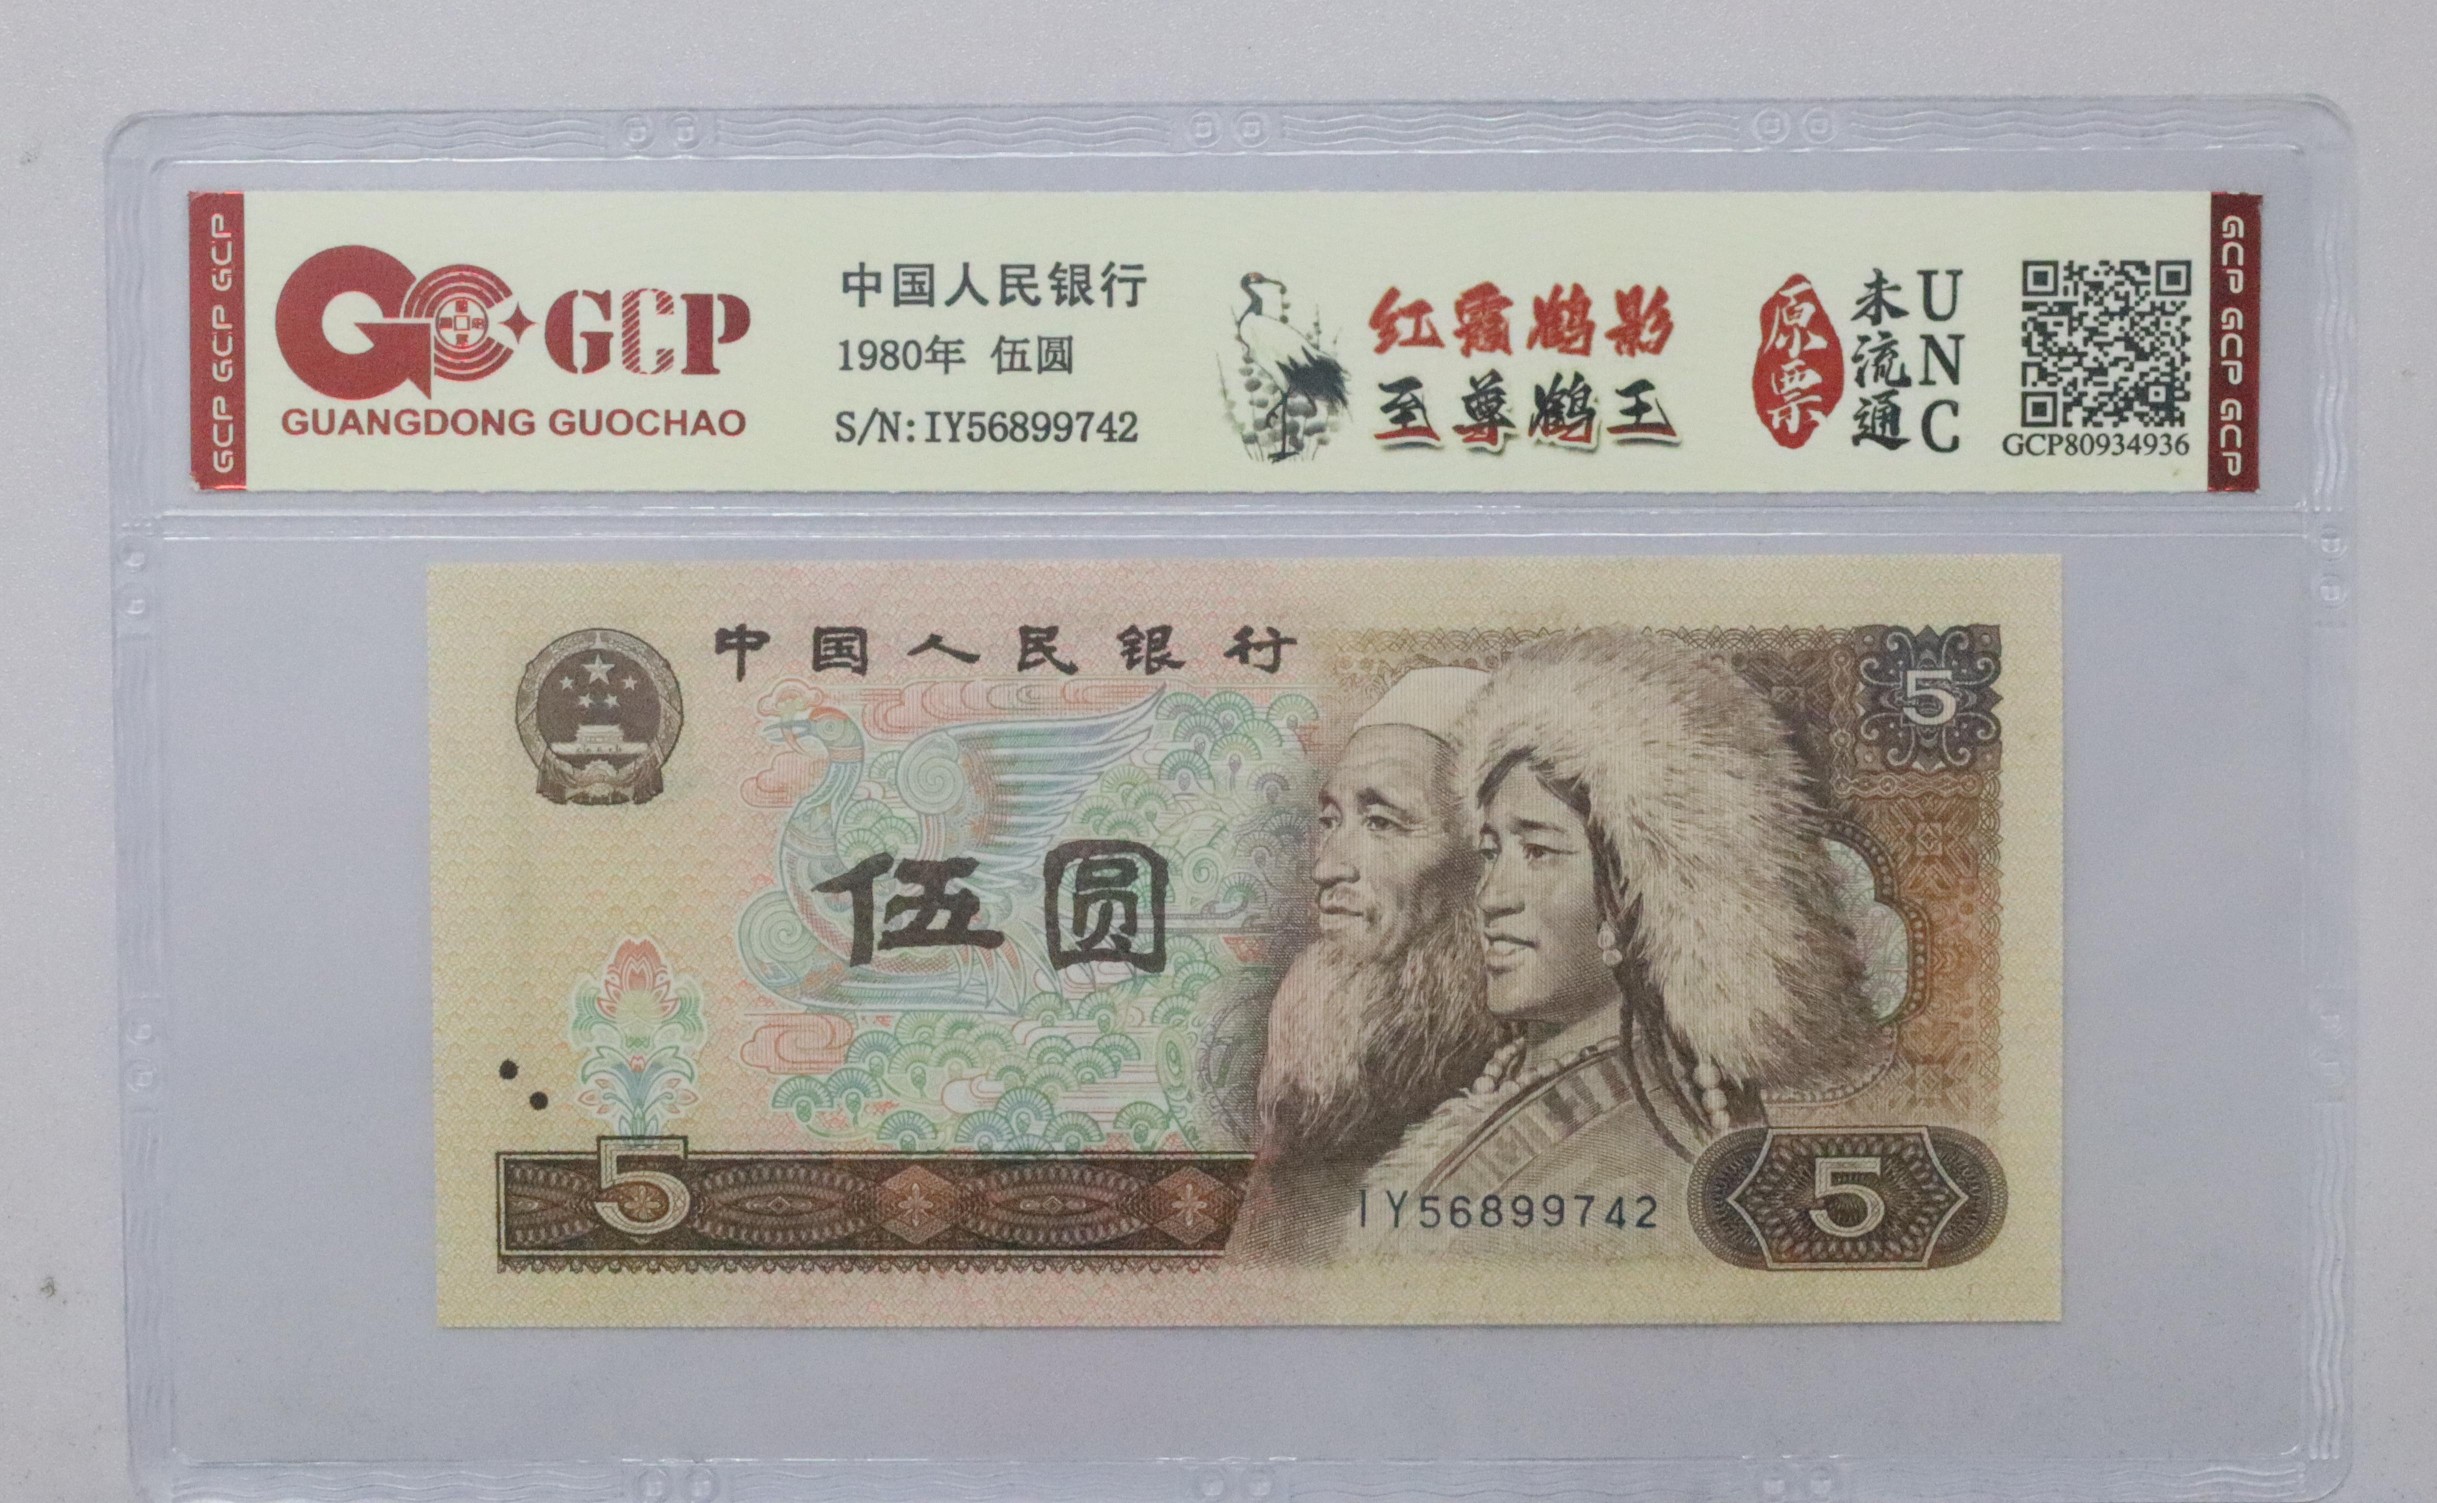 GCP GCP GCP
GCP
GUANGDONG GUOCHAO
中国人民银行
1980年 伍圆
S/N:IY56899742
红霞鹤影
至尊鹤王
原票
未流通
UNC
GCP80934936
GCP GCP GCP
中国人民银行
5
伍圆
5
IY56899742
5